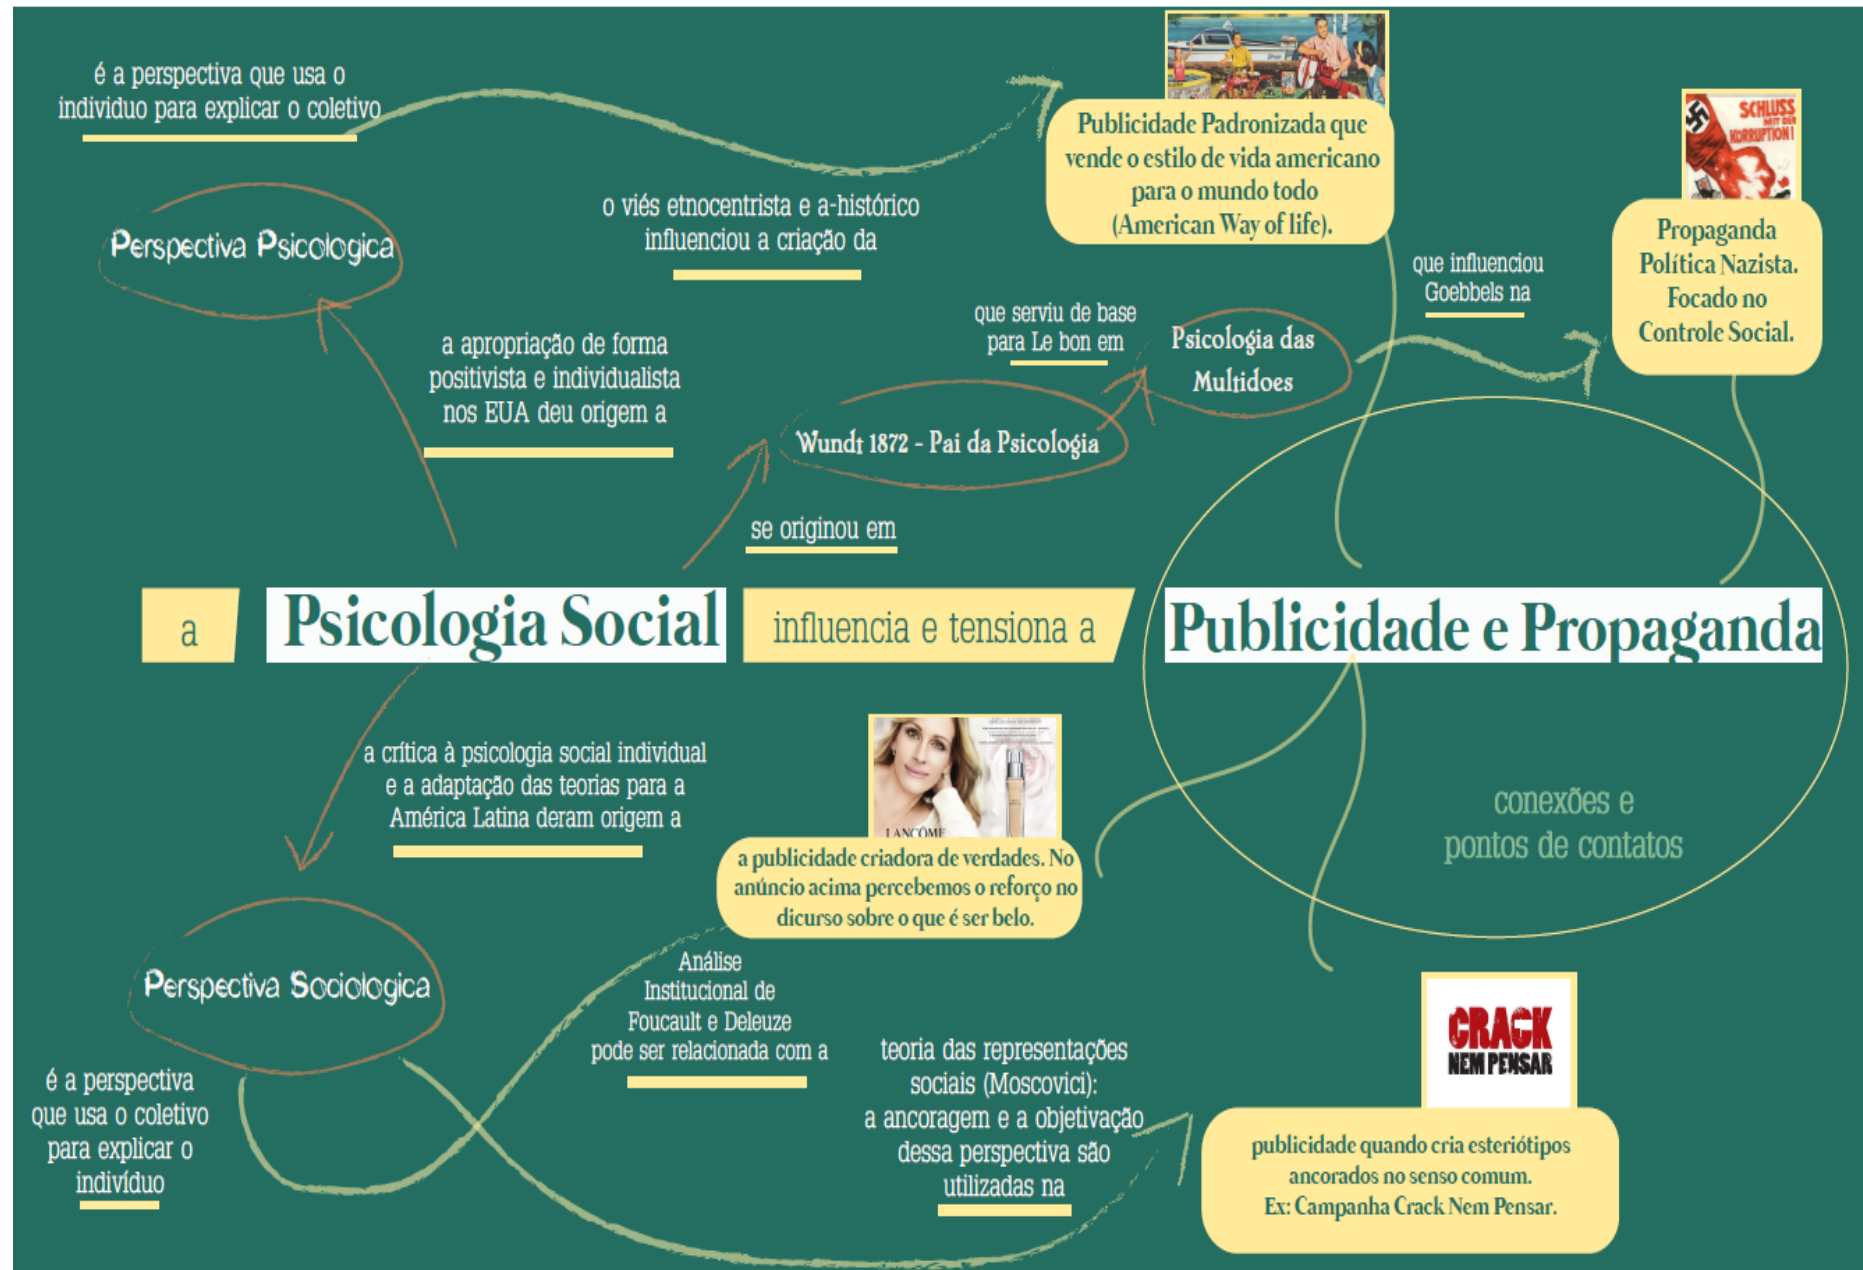 é a perspectiva que usa o
individuo para explicar o coletivo
Perspectiva Psicologica
o viés etnocentrista e a-histórico
influenciou a criação da
Publicidade Padronizada que
vende o estilo de vida americano
para o mundo todo
(American Way of life).
SCHLUSS
MIT DER
KORRUPTION!
Propaganda
Política Nazista.
Focado no
Controle Social.
que influenciou
Goebbels na
que serviu de base
para Le bon em
Psicologia das
Multidoes
a apropriação de forma
positivista e individualista
nos EUA deu origem a
Wundt 1872 - Pai da Psicologia
se originou em
a
Psicologia Social
influencia e tensiona a
Publicidade e Propaganda
a crítica à psicologia social individual
e a adaptação das teorias para a
América Latina deram origem a
LANCÔME
a publicidade criadora de verdades. No
anúncio acima percebemos o reforço no
dicurso sobre o que é ser belo.
conexões e
pontos de contatos
Perspectiva Sociologica
Análise
Institucional de
Foucault e Deleuze
pode ser relacionada com a
é a perspectiva
que usa o coletivo
para explicar o
indivíduo
teoria das representações
sociais (Moscovici):
a ancoragem e a objetivação
dessa perspectiva são
utilizadas na
CRACK
NEM PENSAR
publicidade quando cria esteriótipos
ancorados no senso comum.
Ex: Campanha Crack Nem Pensar.